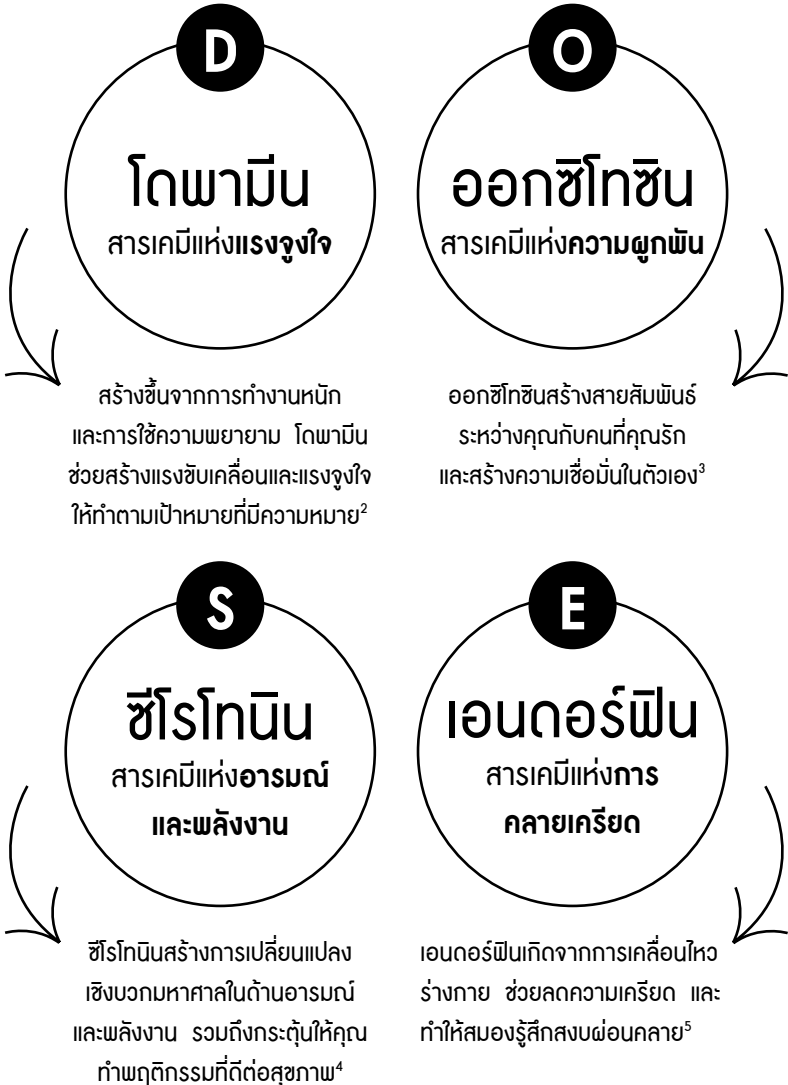 D
โดพามีน
สารเคมีแห่งแรงจูงใจ
สร้างขึ้นจากการทำงานหนัก
และการใช้ความพยายาม โดพามีน
ช่วยสร้างแรงขับเคลื่อนและแรงจูงใจ
ให้ทำตามเป้าหมายที่มีความหมาย²
O
ออกซิโทซิน
สารเคมีแห่งความผูกพัน
ออกซิโทซินสร้างสายสัมพันธ์
ระหว่างคุณกับคนที่คุณรัก
และสร้างความเชื่อมั่นในตัวเอง³
S
ซีโรโทนิน
สารเคมีแห่งอารมณ์
และพลังงาน
ซีโรโทนินสร้างการเปลี่ยนแปลง
เชิงบวกมหาศาลในด้านอารมณ์
และพลังงาน รวมถึงกระตุ้นให้คุณ
ทำพฤติกรรมที่ดีต่อสุขภาพ⁴
E
เอนดอร์ฟิน
สารเคมีแห่งการ
คลายเครียด
เอนดอร์ฟินเกิดจากการเคลื่อนไหว
ร่างกาย ช่วยลดความเครียด และ
ทำให้สมองรู้สึกสงบผ่อนคลาย⁵